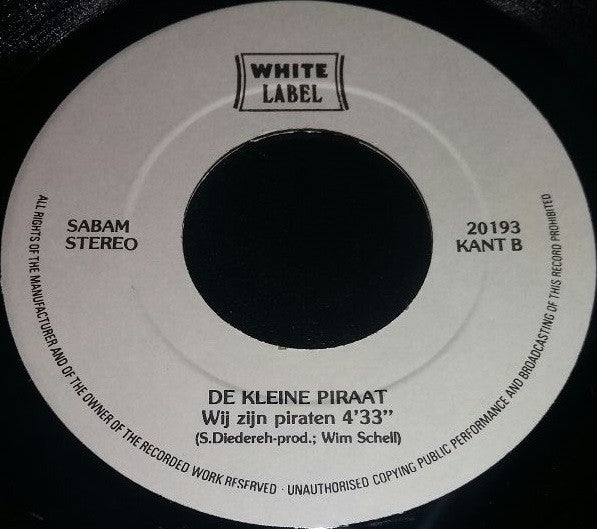 WHITE
LABEL
SABAM
STEREO
20193
KANT B
DE KLEINE PIRAAT
Wij zijn piraten 4'33"
(S.Diedereh-prod.; Wim Schell)
ALL RIGHTS OF THE MANUFACTURER AND OF THE OWNER OF THE RECORDED WORK RESERVED · UNAUTHORISED COPYING PUBLIC PERFORMANCE AND BROADCASTING OF THIS RECORD PROHIBITED